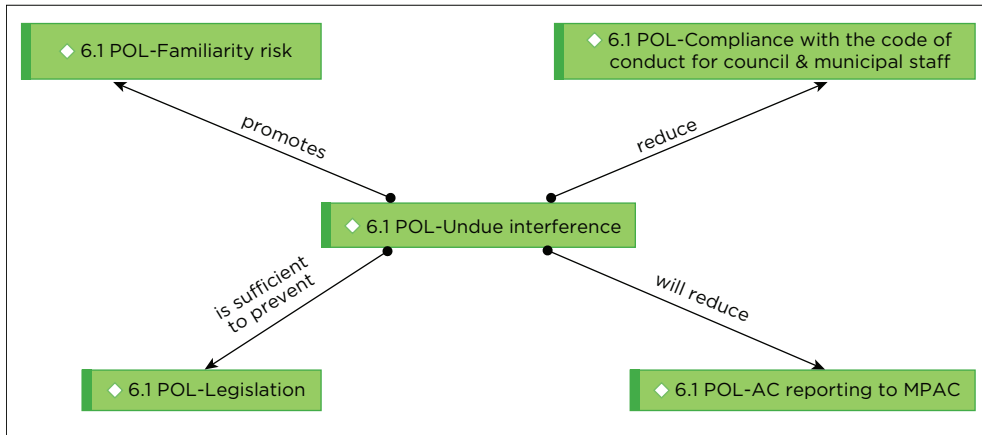 6.1 POL-Familiarity risk
6.1 POL-Compliance with the code of
conduct for council & municipal staff
promotes
reduce
6.1 POL-Undue interference
is sufficient
to prevent
will reduce
6.1 POL-Legislation
6.1 POL-AC reporting to MPAC